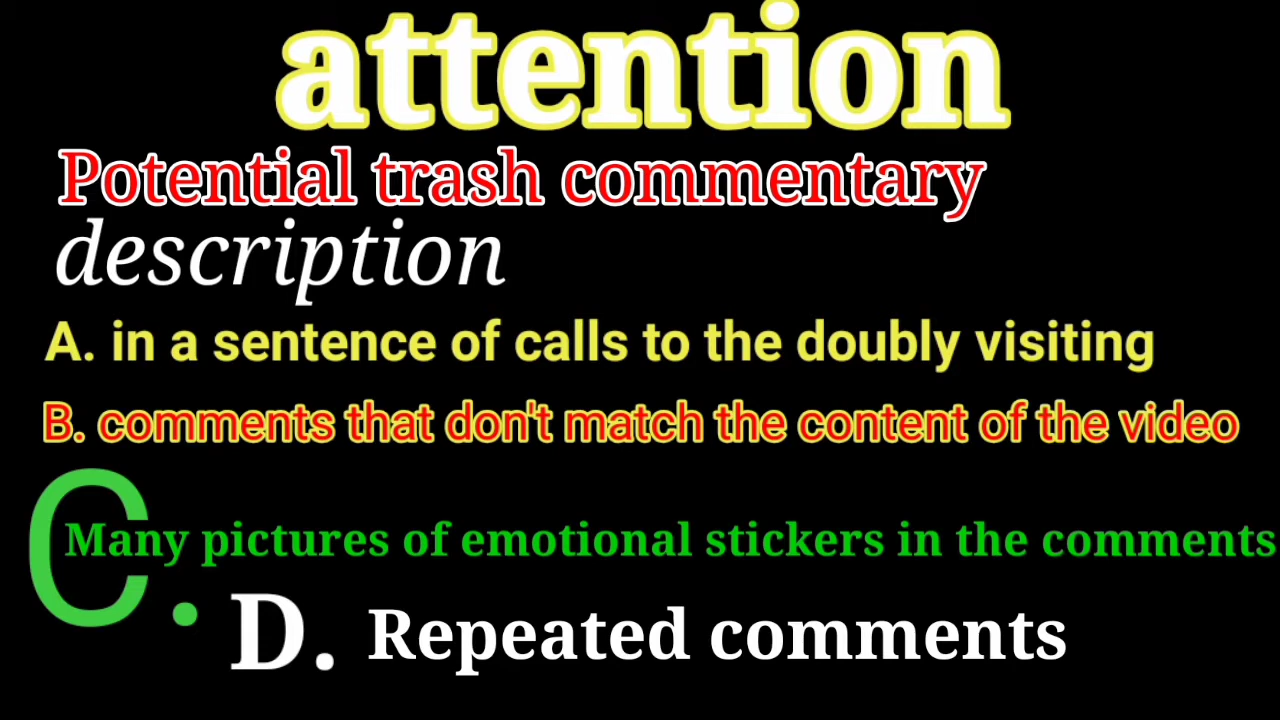 attention
Potential trash commentary
description
A. in a sentence of calls to the doubly visiting
B. comments that don't match the content of the video
C. Many pictures of emotional stickers in the comments
D. Repeated comments